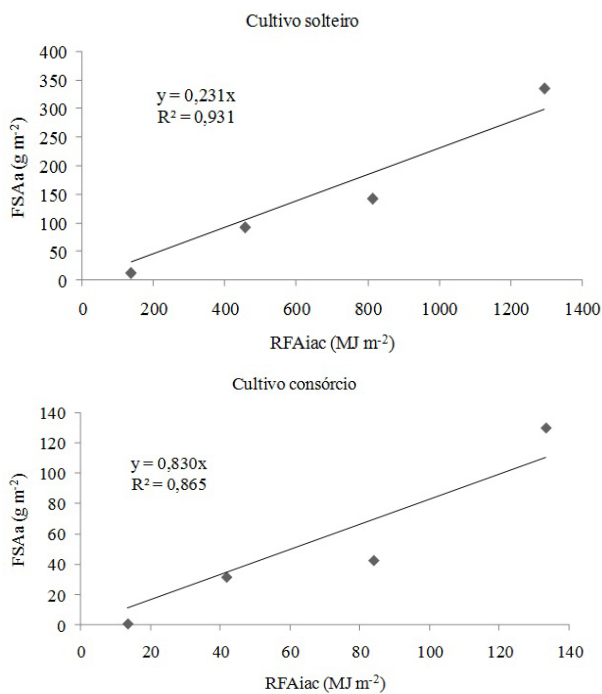 Cultivo solteiro
400
350
300
250
200
150
100
50
0
y = 0,231x
R² = 0,931
FSAa (g m⁻²)
0 200 400 600 800 1000 1200 1400
RFAiac (MJ m⁻²)
Cultivo consórcio
140
120
100
80
60
40
20
0
y = 0,830x
R² = 0,865
FSAa (g m⁻²)
0 20 40 60 80 100 120 140
RFAiac (MJ m⁻²)